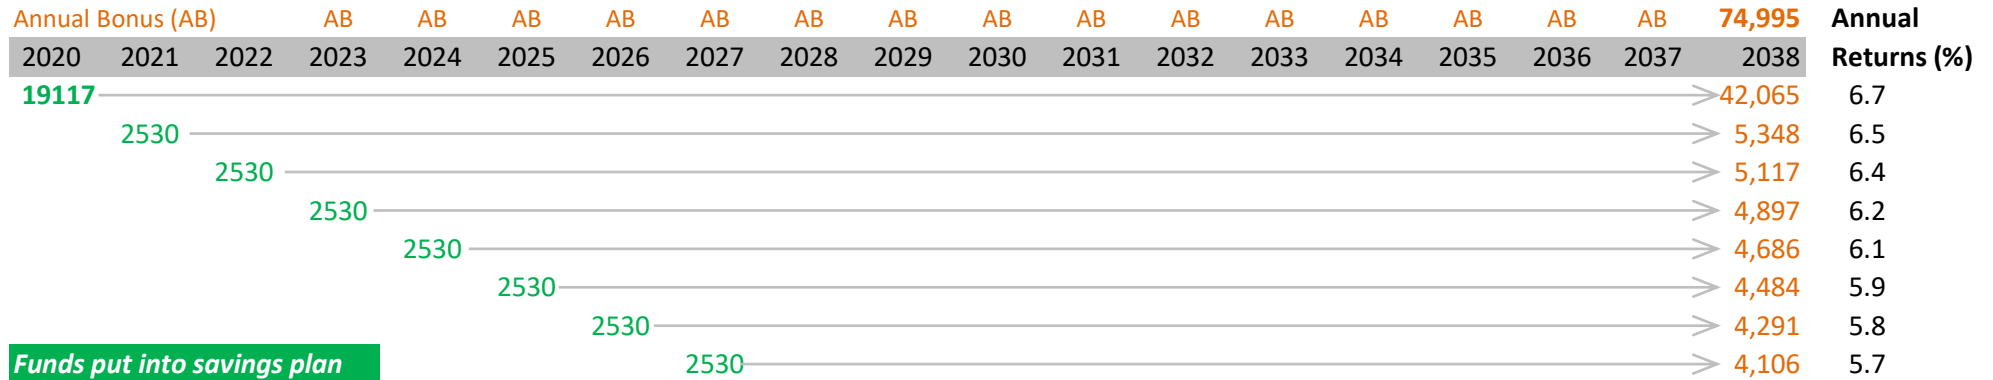 Annual Bonus (AB) AB AB AB AB AB AB AB AB AB AB AB AB AB AB AB 74,995 Annual
2020 2021 2022 2023 2024 2025 2026 2027 2028 2029 2030 2031 2032 2033 2034 2035 2036 2037 2038 Returns (%)
19117 42,065 6.7
2530 5,348 6.5
2530 5,117 6.4
2530 4,897 6.2
2530 4,686 6.1
2530 4,484 5.9
2530 4,291 5.8
Funds put into savings plan 2530 4,106 5.7